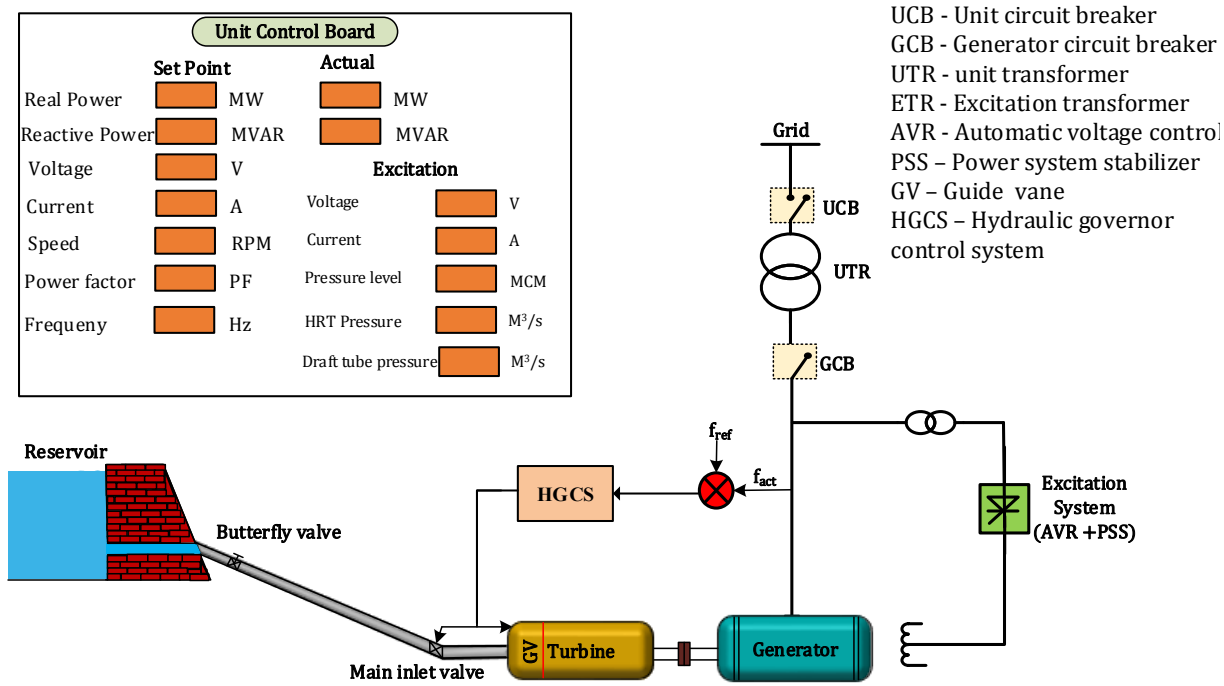 Unit Control Board
Set Point
Actual
Real Power MW MW
Reactive Power MVAR MVAR
Voltage V
Current A
Speed RPM
Power factor PF
Frequeny Hz
Excitation
Voltage V
Current A
Pressure level MCM
HRT Pressure M³/s
Draft tube pressure M³/s
UCB - Unit circuit breaker
GCB - Generator circuit breaker
UTR - unit transformer
ETR - Excitation transformer
AVR - Automatic voltage control
PSS – Power system stabilizer
GV – Guide vane
HGCS – Hydraulic governor
control system
Grid
UCB
UTR
GCB
fref
fact
HGCS
Excitation
System
(AVR +PSS)
Reservoir
Butterfly valve
Main inlet valve
GV
Turbine
Generator